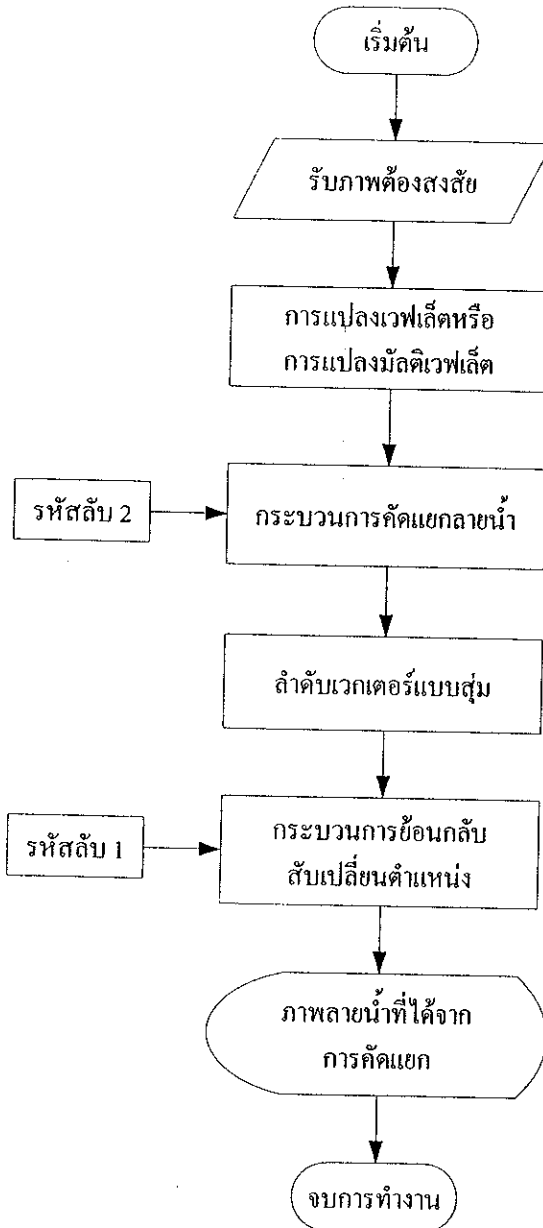 เริ่มต้น
รับภาพต้องสงสัย
การแปลงเวฟเล็ตหรือ
การแปลงมัลติเวฟเล็ต
รหัสลับ 2
กระบวนการคัดแยกลายน้ำ
ลำดับเวกเตอร์แบบสุ่ม
รหัสลับ 1
กระบวนการย้อนกลับ
สับเปลี่ยนตำแหน่ง
ภาพลายน้ำที่ได้จาก
การคัดแยก
จบการทำงาน